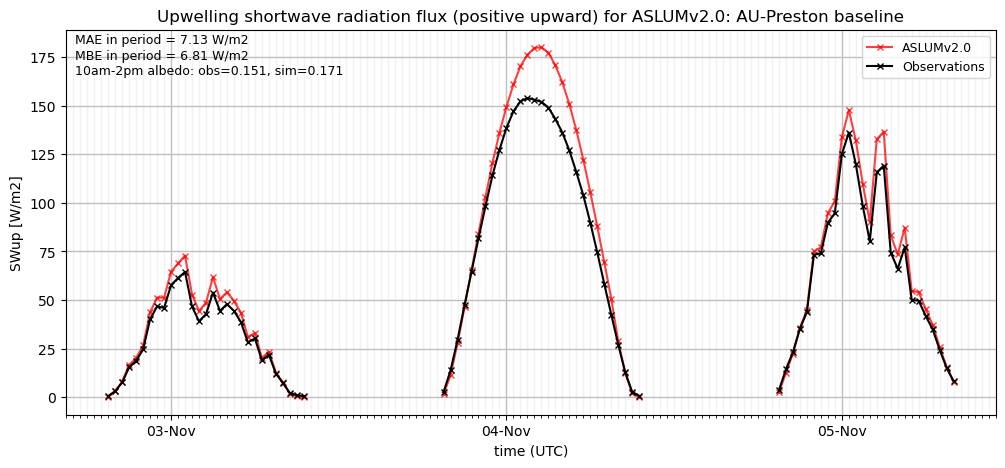 Upwelling shortwave radiation flux (positive upward) for ASLUMv2.0: AU-Preston baseline
MAE in period = 7.13 W/m2
MBE in period = 6.81 W/m2
10am-2pm albedo: obs=0.151, sim=0.171
ASLUMv2.0
Observations
SWup [W/m2]
175
150
125
100
75
50
25
0
03-Nov
04-Nov
05-Nov
time (UTC)